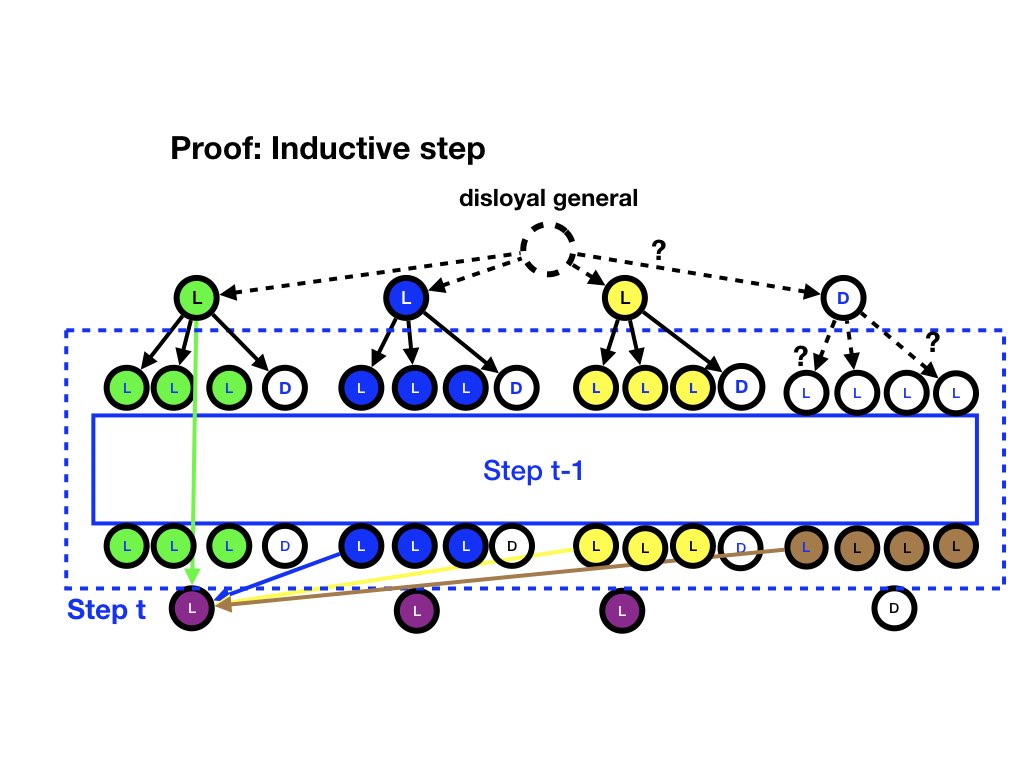 Proof: Inductive step
disloyal general
?
L L L D
? ?
L L L D L L L D L L L D L L L L
Step t-1
L L L D L L L D L L L D L L L L
Step t L L L D